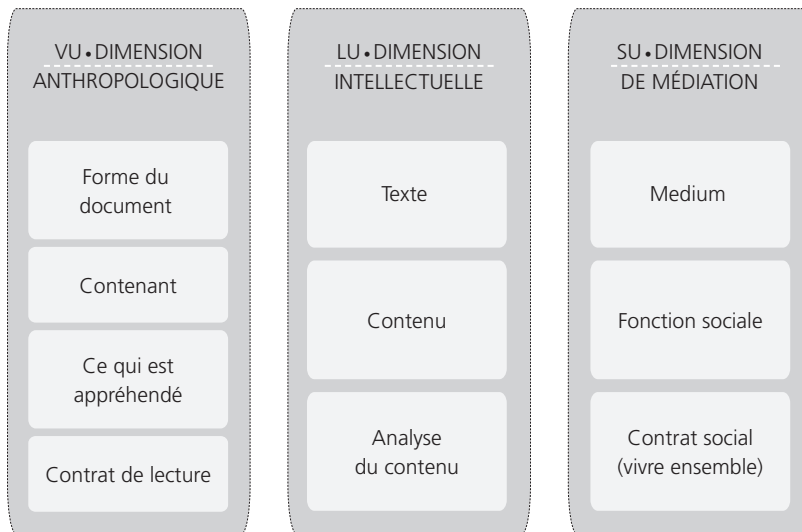 VU • DIMENSION
ANTHROPOLOGIQUE
Forme du
document
Contenant
Ce qui est
appréhendé
Contrat de lecture
LU • DIMENSION
INTELLECTUELLE
Texte
Contenu
Analyse
du contenu
SU • DIMENSION
DE MÉDIATION
Medium
Fonction sociale
Contrat social
(vivre ensemble)